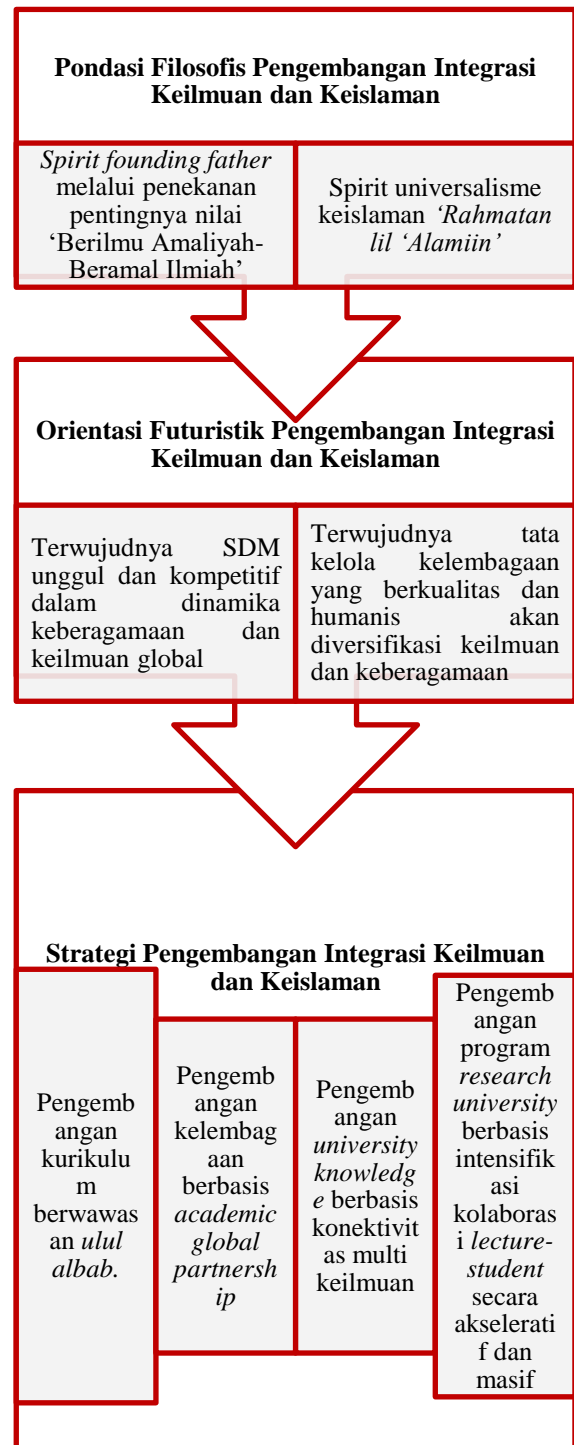 Pondasi Filosofis Pengembangan Integrasi
Keilmuan dan Keislaman
Spirit founding father
melalui penekanan
pentingnya nilai
‘Berilmu Amaliyah-
Beramal Ilmiah’
Spirit universalisme
keislaman ‘Rahmatan
lil ‘Alamiin’
Orientasi Futuristik Pengembangan Integrasi
Keilmuan dan Keislaman
Terwujudnya SDM
unggul dan kompetitif
dalam dinamika
keberagamaan dan
keilmuan global
Terwujudnya tata
kelola kelembagaan
yang berkualitas dan
humanis akan
diversifikasi keilmuan
dan keberagamaan
Strategi Pengembangan Integrasi Keilmuan
dan Keislaman
Pengemb
angan
kurikulu
m
berwawas
an ulul
albab.
Pengemb
angan
kelembag
aan
berbasis
academic
global
partnersh
ip
Pengemb
angan
university
knowledg
e berbasis
konektivit
as multi
keilmuan
Pengemb
angan
program
research
university
berbasis
intensifik
asi
kolaboras
i lecture-
student
secara
akselerati
f dan
masif